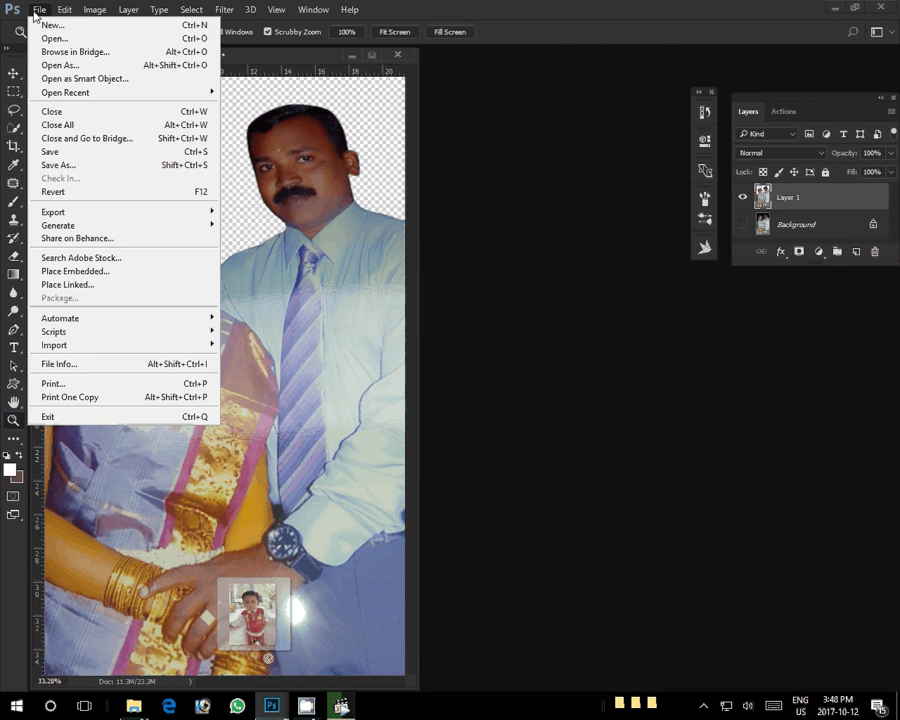 Ps File Edit Image Layer Type Select Filter 3D View Window Help
Windows Scrubby Zoom 100% Fit Screen Fill Screen
New... Ctrl+N
Open... Ctrl+O
Browse in Bridge... Alt+Ctrl+O
Open As... Alt+Shift+Ctrl+O
Open as Smart Object...
Open Recent
Close Ctrl+W
Close All Alt+Ctrl+W
Close and Go to Bridge... Shift+Ctrl+W
Save Ctrl+S
Save As... Shift+Ctrl+S
Check In...
Revert F12
Export
Generate
Share on Behance...
Search Adobe Stock...
Place Embedded...
Place Linked...
Package...
Automate
Scripts
Import
File Info... Alt+Shift+Ctrl+I
Print... Ctrl+P
Print One Copy Alt+Shift+Ctrl+P
Exit Ctrl+Q
12 14 16 18 20
Layers Actions
Kind
Normal Opacity: 100%
Lock: Fill: 100%
Layer 1
Background
33.28% Doc: 11.3M/23.3M
ENG 3:48 PM
US 2017-10-12